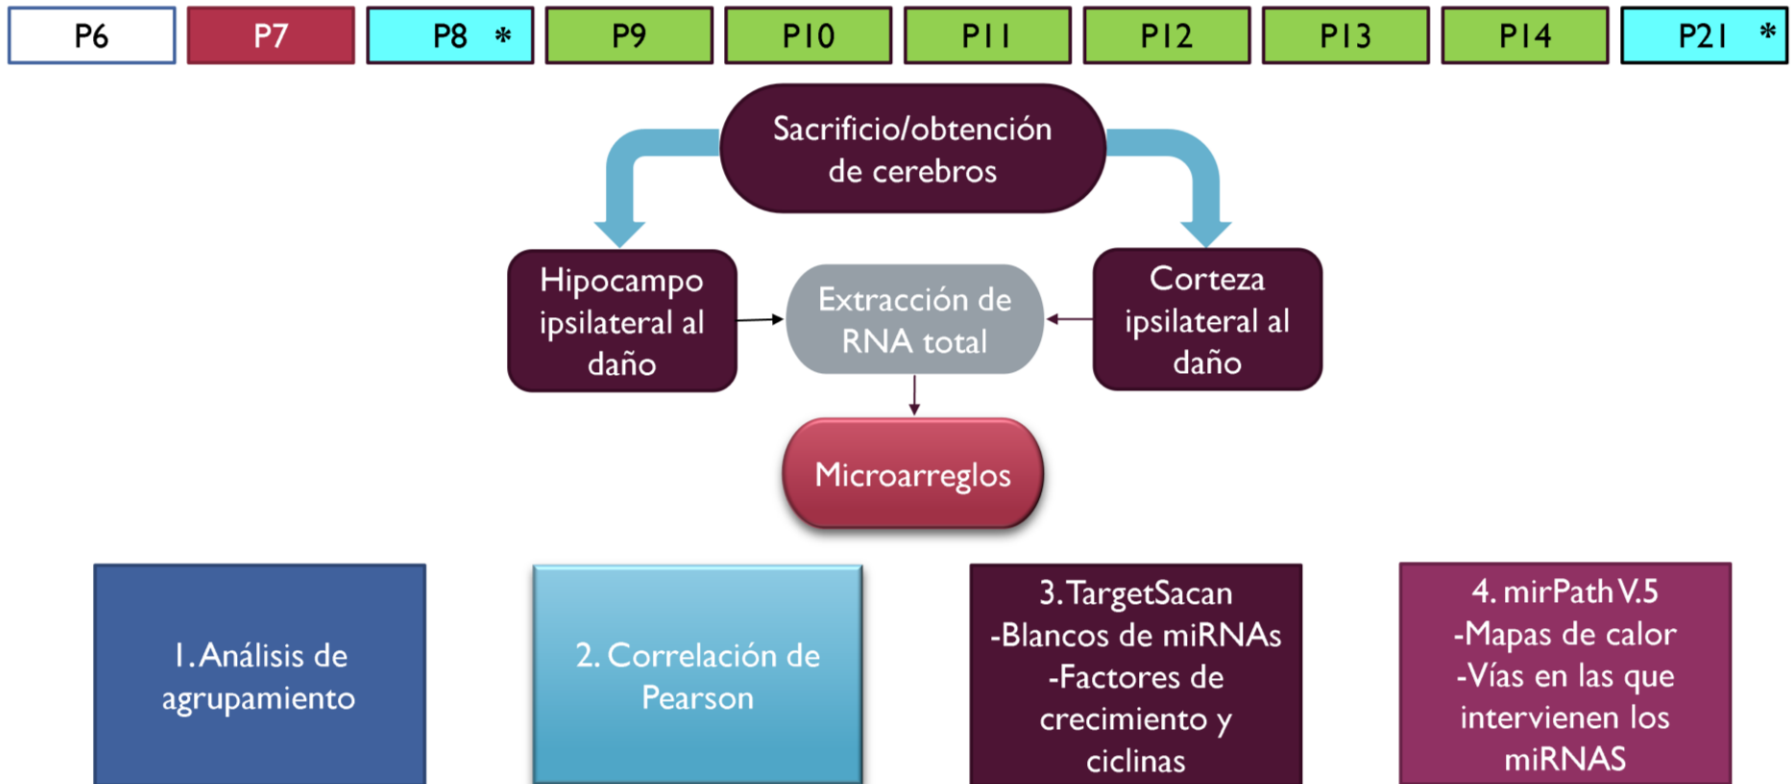 P6 P7 P8 * P9 P10 P11 P12 P13 P14 P21 *
Sacrificio/obtención
de cerebros
Hipocampo
ipsilateral al
daño
Extracción de
RNA total
Corteza
ipsilateral al
daño
Microarreglos
1. Análisis de
agrupamiento
2. Correlación de
Pearson
3. TargetSacan
-Blancos de miRNAs
-Factores de
crecimiento y
ciclinas
4. mirPath V.5
-Mapas de calor
-Vías en las que
intervienen los
miRNAS